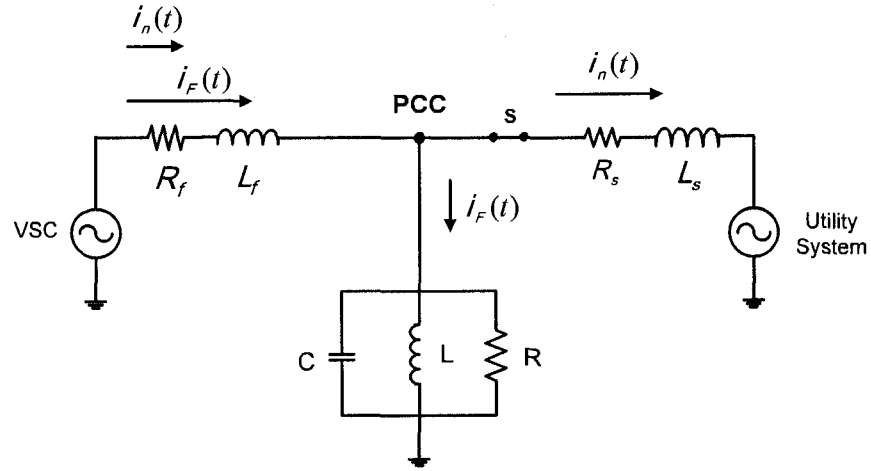 i_n(t)
i_F(t)
i_n(t)
PCC
S
R_f
L_f
R_s
L_s
i_F(t)
VSC
Utility
System
C
L
R